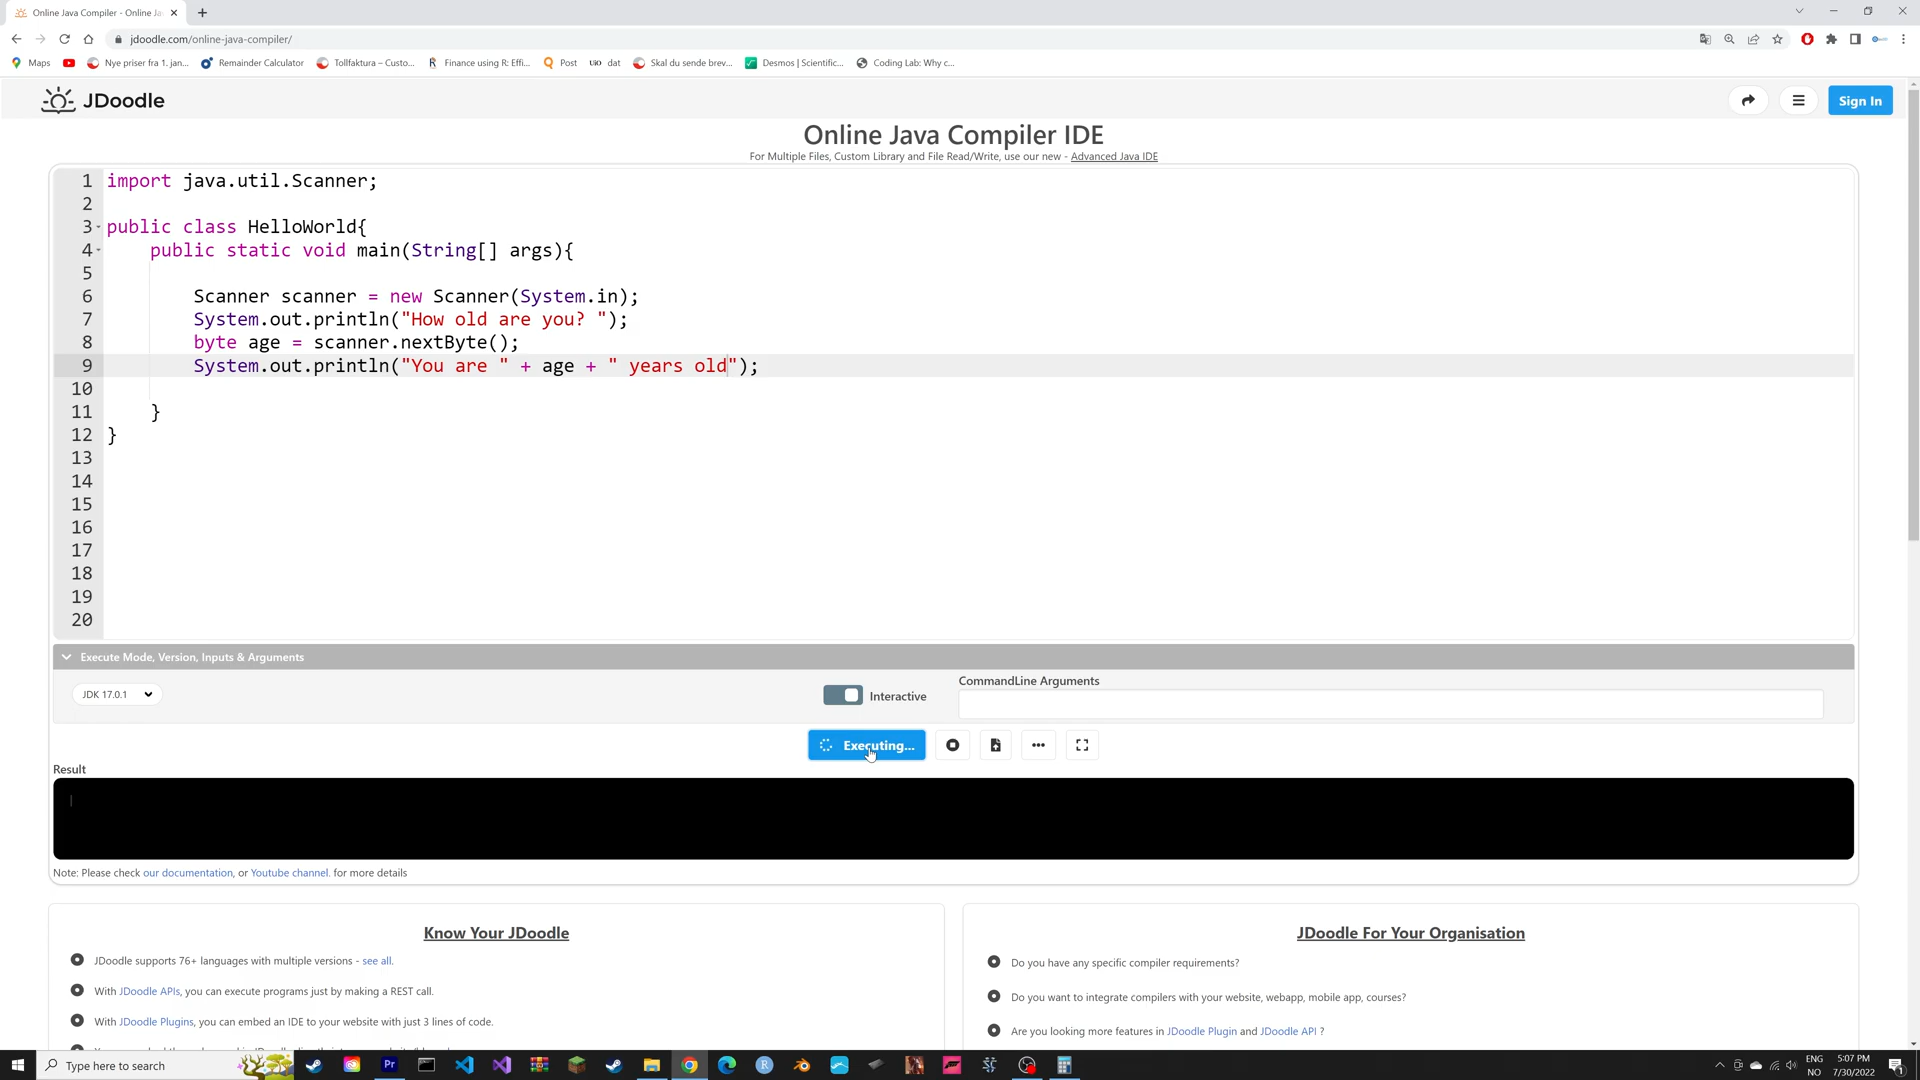 Online Java Compiler - Online Ja
jdoodle.com/online-java-compiler/
Maps
Nye priser fra 1. jan...
Remainder Calculator
Tollfaktura – Custo...
R Finance using R: Effi...
Post
UiO dat
Skal du sende brev...
Desmos | Scientific...
Coding Lab: Why c...
JDoodle
Sign In
Online Java Compiler IDE
For Multiple Files, Custom Library and File Read/Write, use our new - Advanced Java IDE
1 import java.util.Scanner;
2
3 public class HelloWorld{
4 public static void main(String[] args){
5
6 Scanner scanner = new Scanner(System.in);
7 System.out.println("How old are you? ");
8 byte age = scanner.nextByte();
9 System.out.println("You are " + age + " years old");
10
11 }
12 }
13
14
15
16
17
18
19
20
Execute Mode, Version, Inputs & Arguments
JDK 17.0.1
Interactive
CommandLine Arguments
Executing...
Result
Note: Please check our documentation, or Youtube channel. for more details
Know Your JDoodle
JDoodle supports 76+ languages with multiple versions - see all.
With JDoodle APIs, you can execute programs just by making a REST call.
With JDoodle Plugins, you can embed an IDE to your website with just 3 lines of code.
JDoodle For Your Organisation
Do you have any specific compiler requirements?
Do you want to integrate compilers with your website, webapp, mobile app, courses?
Are you looking more features in JDoodle Plugin and JDoodle API ?
Type here to search
Pr
R
ENG
NO
5:07 PM
7/30/2022
1